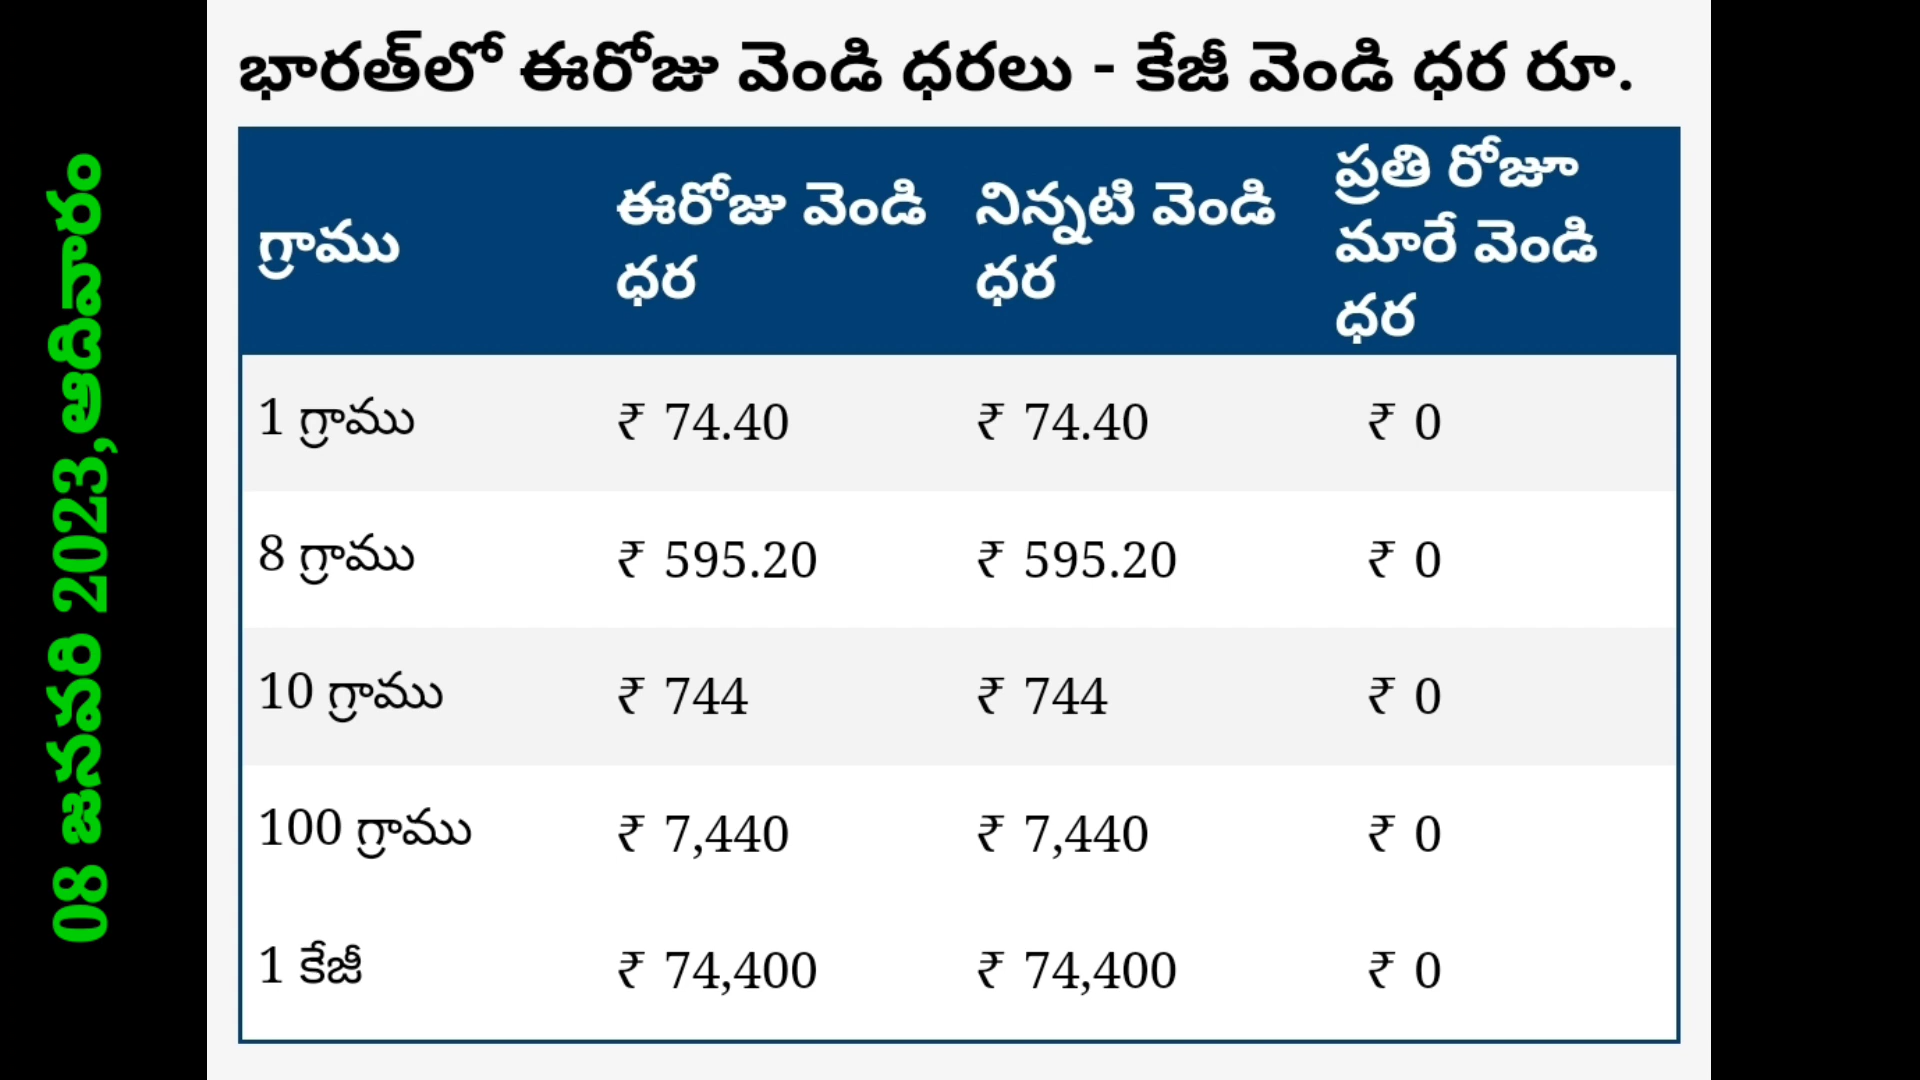 08 జనవరి 2023,ఆదివారం
భారత్‌లో ఈరోజు వెండి ధరలు - కేజీ వెండి ధర రూ.
గ్రాము ఈరోజు వెండి ధర నిన్నటి వెండి ధర ప్రతి రోజూ మారే వెండి ధర
1 గ్రాము ₹ 74.40 ₹ 74.40 ₹ 0
8 గ్రాము ₹ 595.20 ₹ 595.20 ₹ 0
10 గ్రాము ₹ 744 ₹ 744 ₹ 0
100 గ్రాము ₹ 7,440 ₹ 7,440 ₹ 0
1 కేజీ ₹ 74,400 ₹ 74,400 ₹ 0